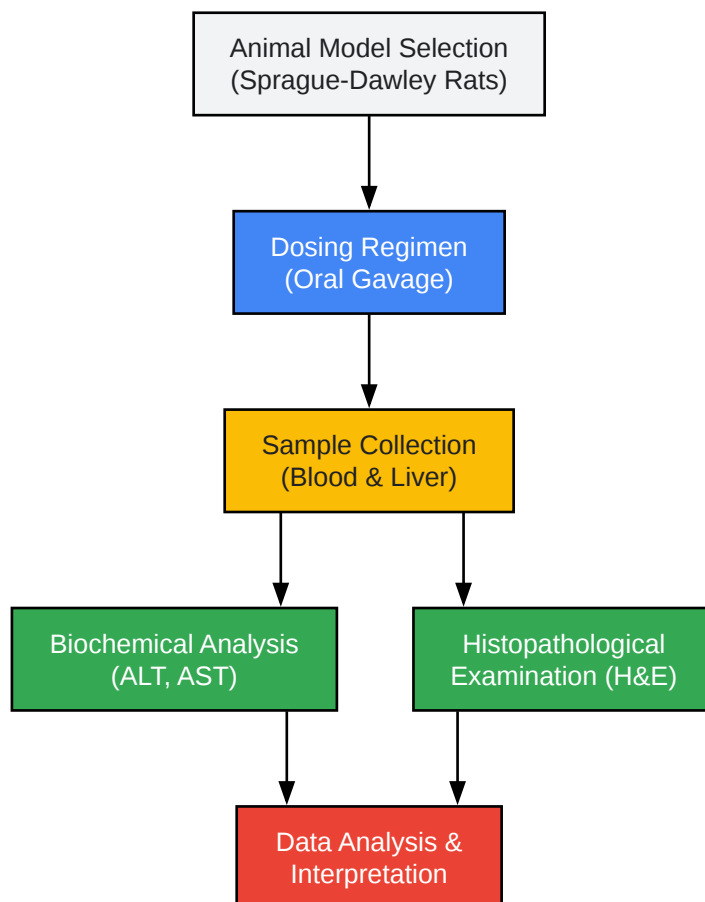 Animal Model Selection
(Sprague-Dawley Rats)
Dosing Regimen
(Oral Gavage)
Sample Collection
(Blood & Liver)
Biochemical Analysis
(ALT, AST)
Histopathological
Examination (H&E)
Data Analysis &
Interpretation